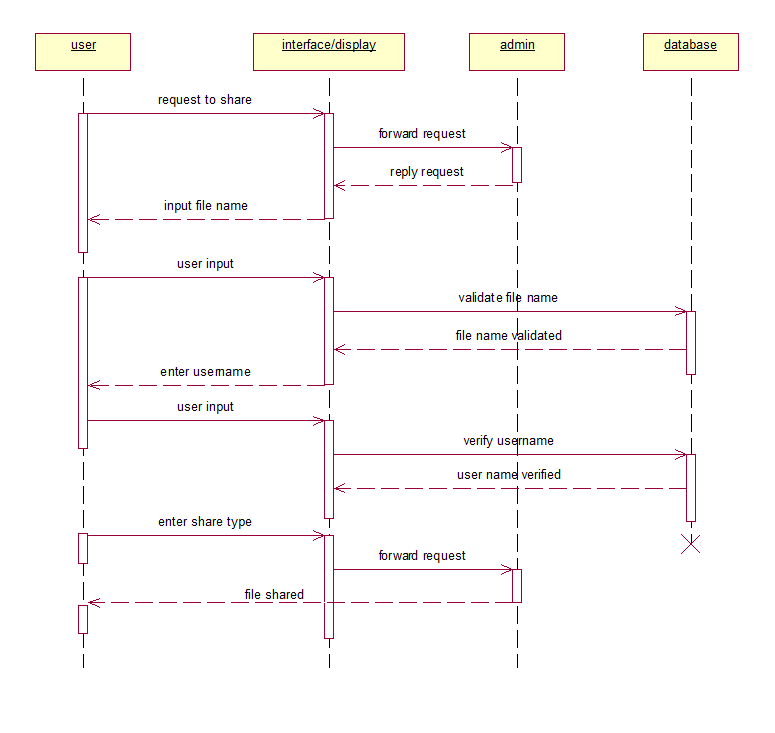 user
interface/display
admin
database
request to share
forward request
reply request
input file name
user input
validate file name
file name validated
enter username
user input
verify username
user name verified
enter share type
forward request
file shared